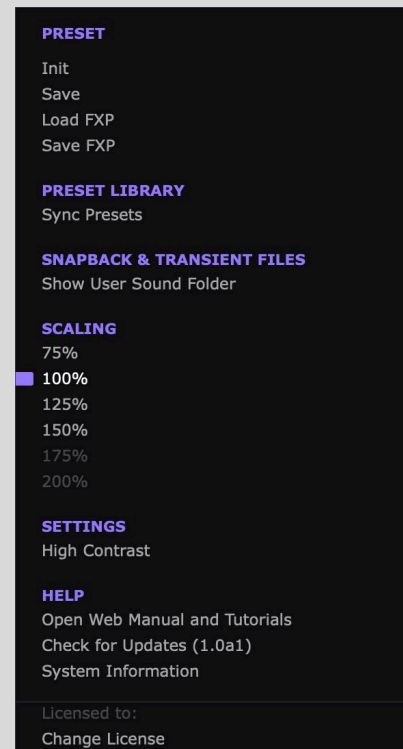 PRESET
Init
Save
Load FXP
Save FXP
PRESET LIBRARY
Sync Presets
SNAPBACK & TRANSIENT FILES
Show User Sound Folder
SCALING
75%
100%
125%
150%
175%
200%
SETTINGS
High Contrast
HELP
Open Web Manual and Tutorials
Check for Updates (1.0a1)
System Information
Licensed to:
Change License